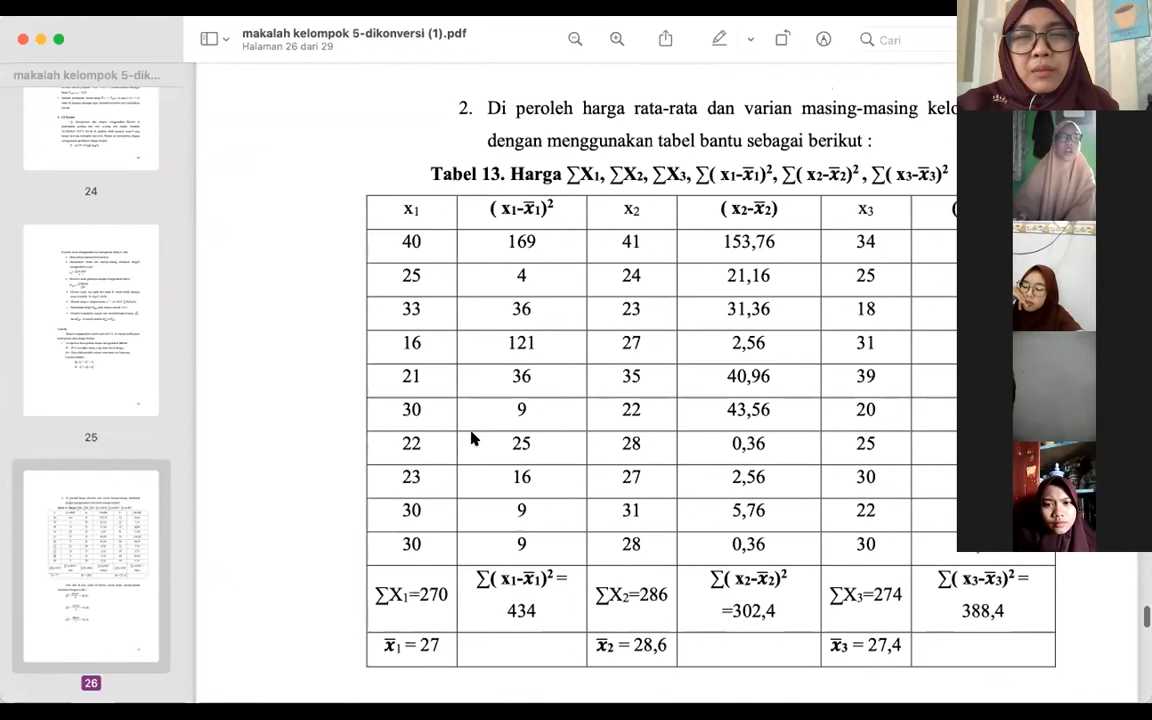 makalah kelompok 5-dikonversi (1).pdf
Halaman 26 dari 29
Cari
makalah kelompok 5-dik...
24
25
26
2. Di peroleh harga rata-rata dan varian masing-masing kelo
dengan menggunakan tabel bantu sebagai berikut :
Tabel 13. Harga ∑X₁, ∑X₂, ∑X₃, ∑( x₁-x̅₁)², ∑( x₂-x̅₂)², ∑( x₃-x̅₃)²
x₁ ( x₁-x̅₁)² x₂ ( x₂-x̅₂) x₃ (
40 169 41 153,76 34
25 4 24 21,16 25
33 36 23 31,36 18
16 121 27 2,56 31
21 36 35 40,96 39
30 9 22 43,56 20
22 25 28 0,36 25
23 16 27 2,56 30
30 9 31 5,76 22
30 9 28 0,36 30
∑X₁=270 ∑( x₁-x̅₁)² = 434 ∑X₂=286 ∑( x₂-x̅₂)² =302,4 ∑X₃=274 ∑( x₃-x̅₃)² = 388,4
x̅₁ = 27 x̅₂ = 28,6 x̅₃ = 27,4